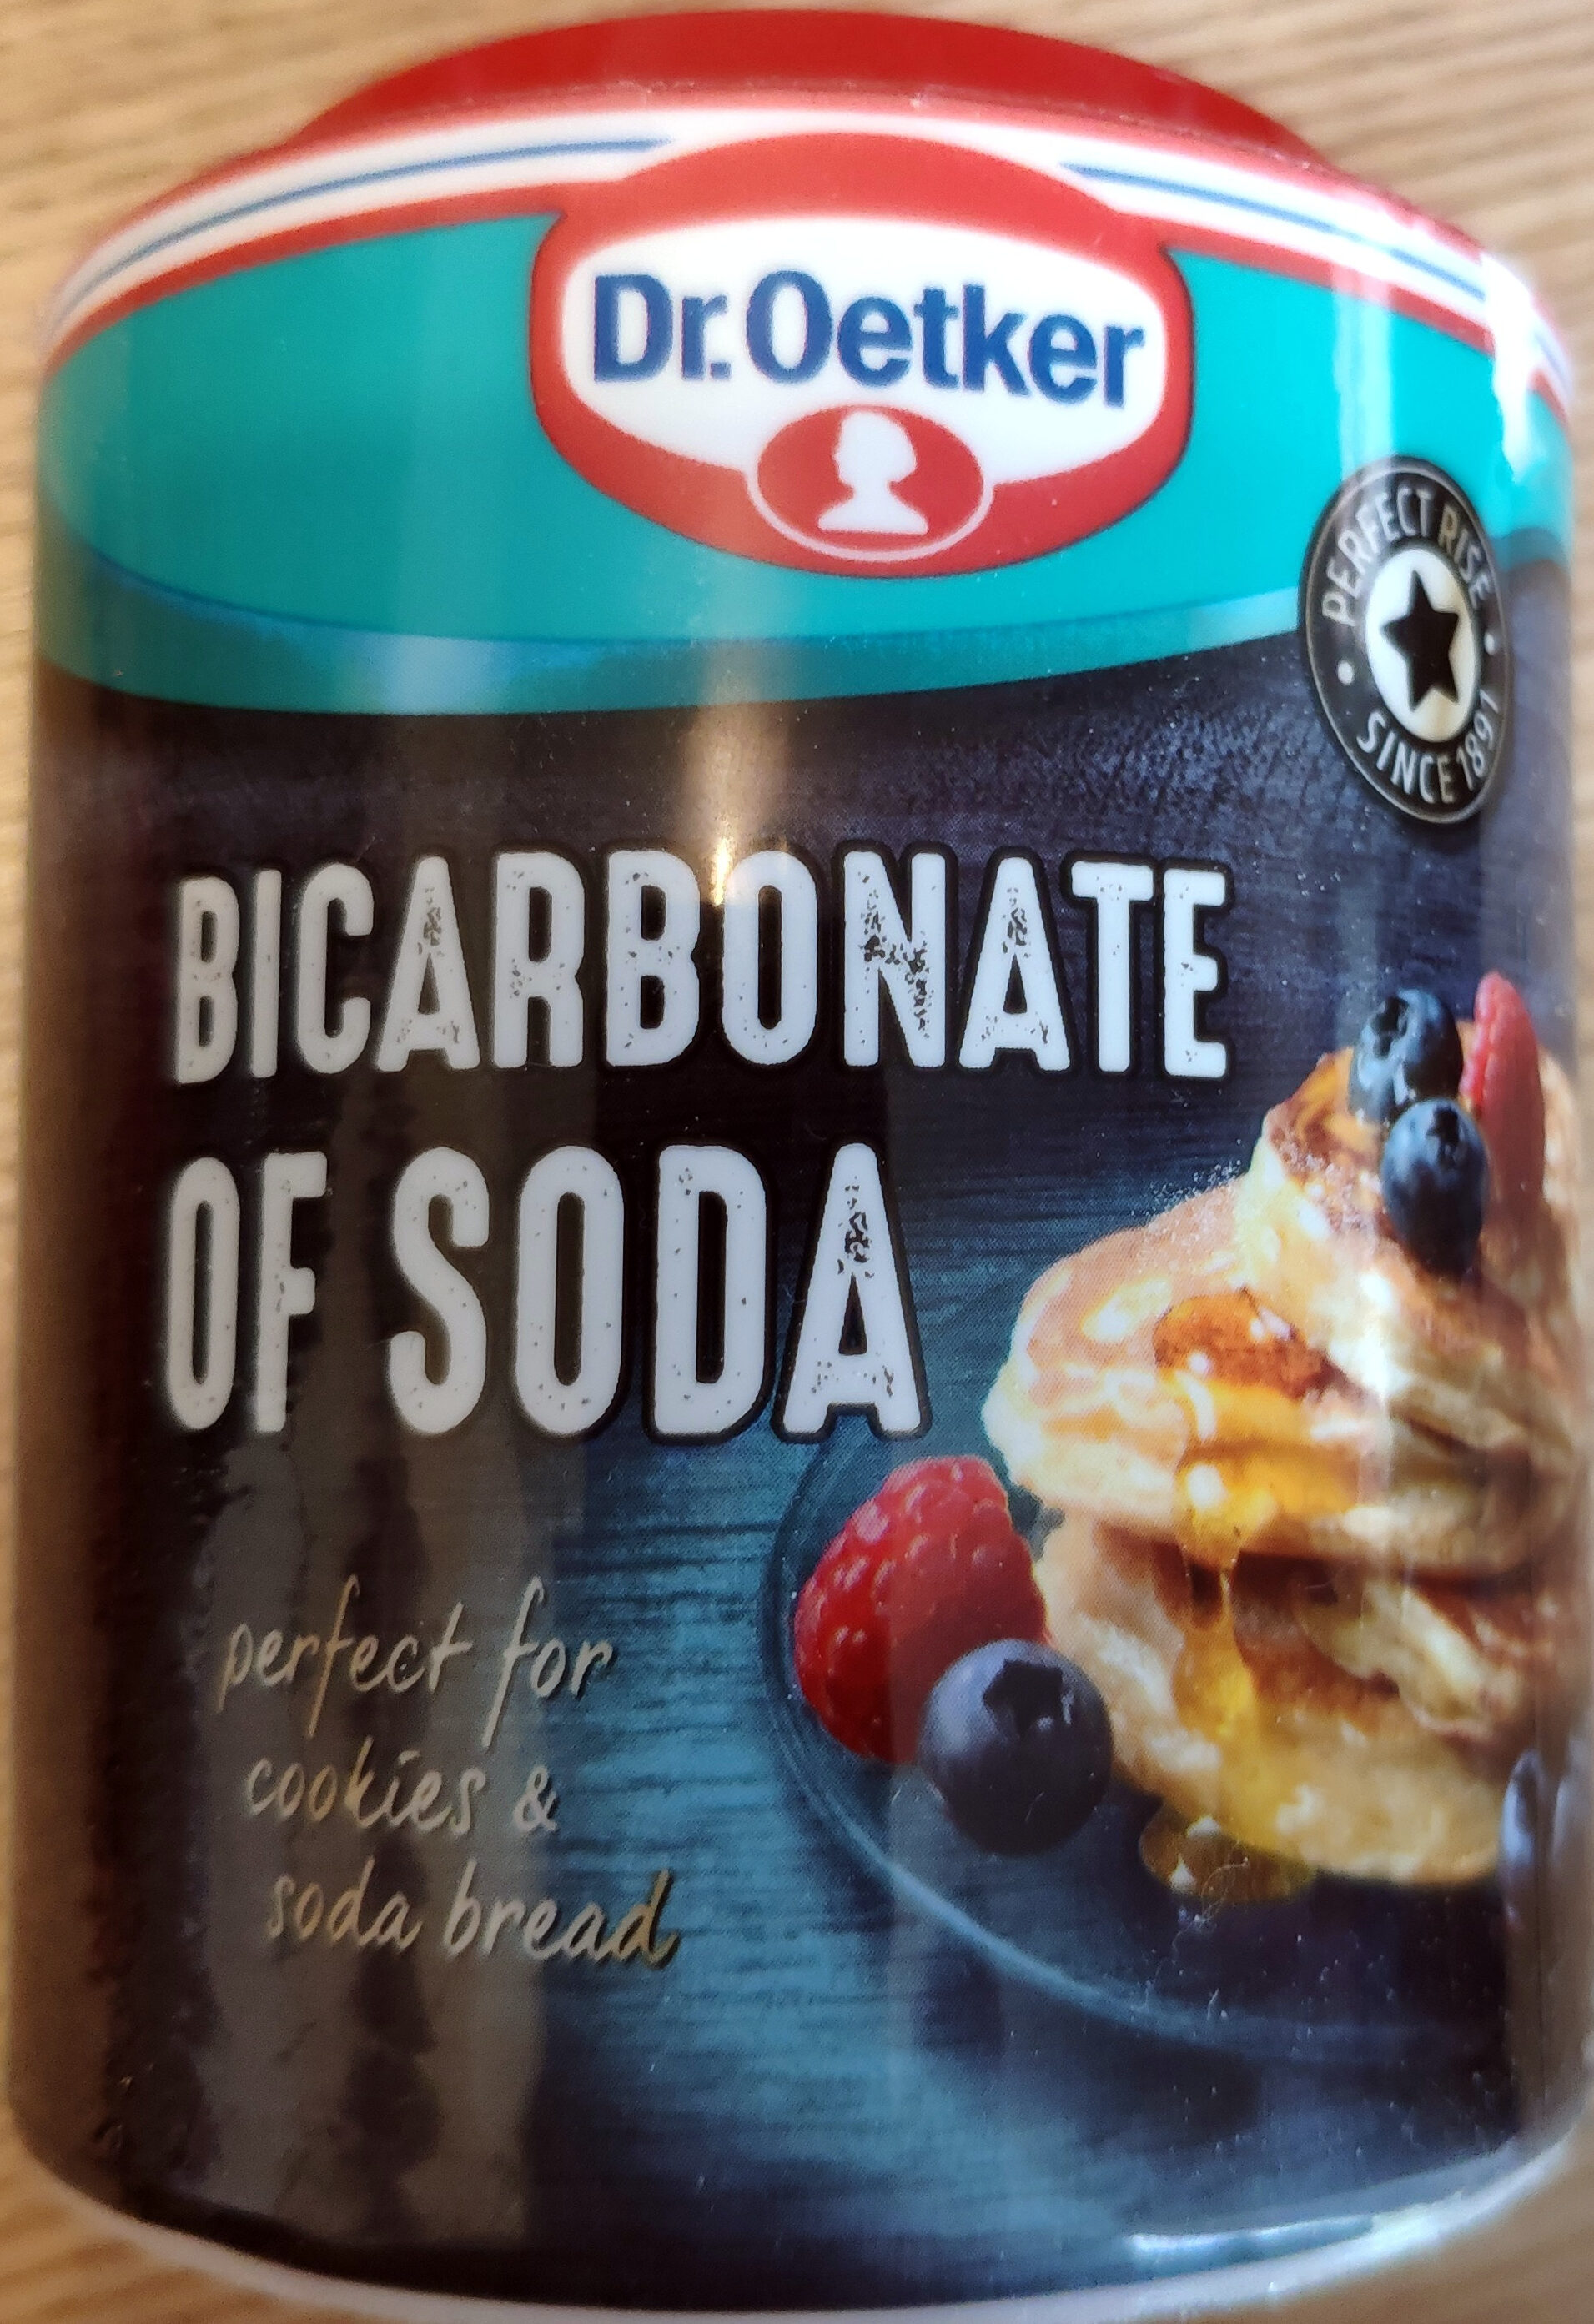 Dr. Oetker
PERFECT RISE
SINCE 1891
BICARBONATE
OF SODA
perfect for
cookies &
soda bread